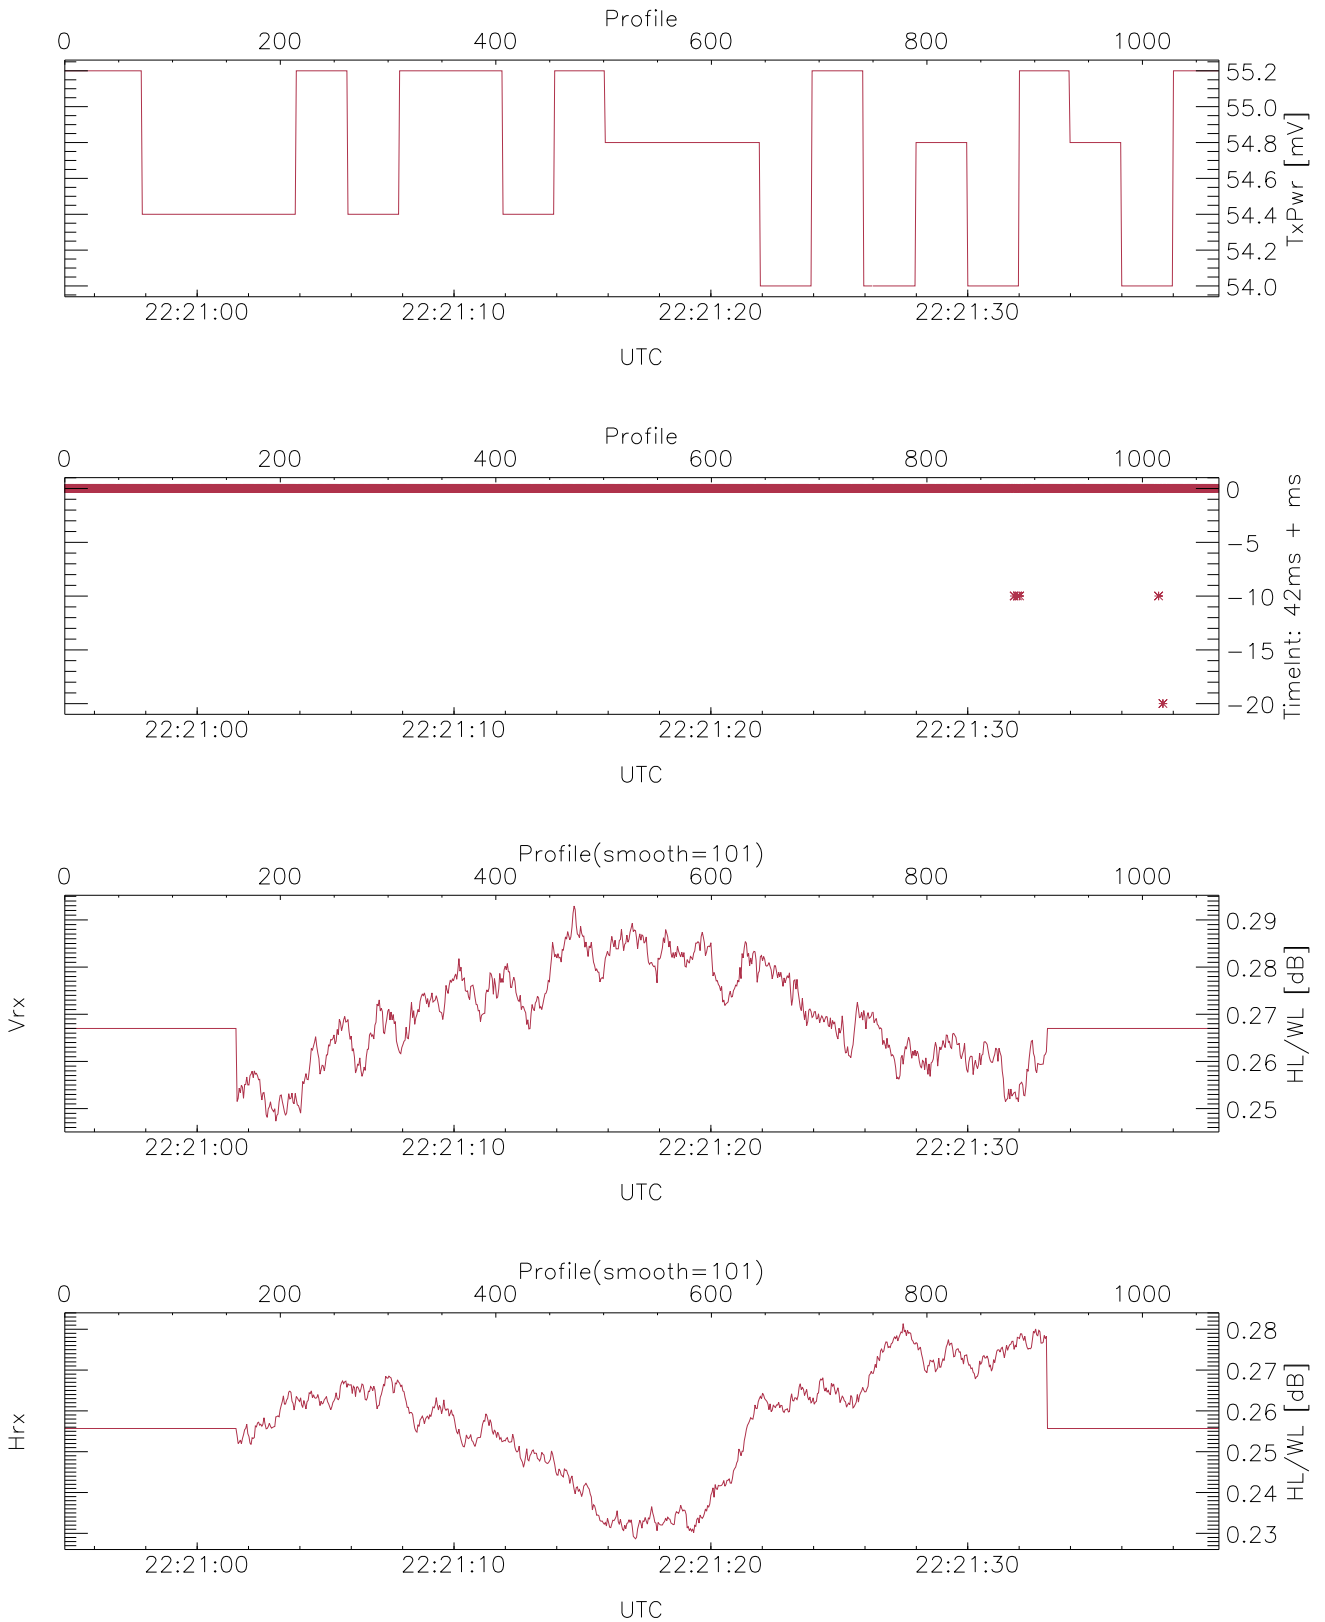 Profile
0 200 400 600 800 1000
55.2
55.0
54.8
54.6
54.4
54.2
54.0
TxPwr [mV]
22:21:00 22:21:10 22:21:20 22:21:30
UTC
Profile
0 200 400 600 800 1000
0
-5
-10
-15
-20
TimeInt: 42ms + ms
22:21:00 22:21:10 22:21:20 22:21:30
UTC
Profile(smooth=101)
0 200 400 600 800 1000
Vrx
0.29
0.28
0.27
0.26
0.25
HL/WL [dB]
22:21:00 22:21:10 22:21:20 22:21:30
UTC
Profile(smooth=101)
0 200 400 600 800 1000
Hrx
0.28
0.27
0.26
0.25
0.24
0.23
HL/WL [dB]
22:21:00 22:21:10 22:21:20 22:21:30
UTC